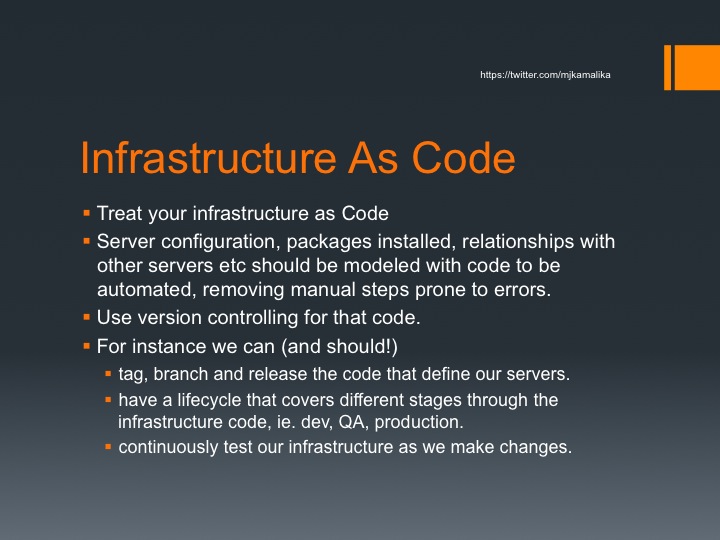 https://twitter.com/mjkamalika
Infrastructure As Code
▪ Treat your infrastructure as Code
▪ Server configuration, packages installed, relationships with
other servers etc should be modeled with code to be
automated, removing manual steps prone to errors.
▪ Use version controlling for that code.
▪ For instance we can (and should!)
▪ tag, branch and release the code that define our servers.
▪ have a lifecycle that covers different stages through the
infrastructure code, ie. dev, QA, production.
▪ continuously test our infrastructure as we make changes.